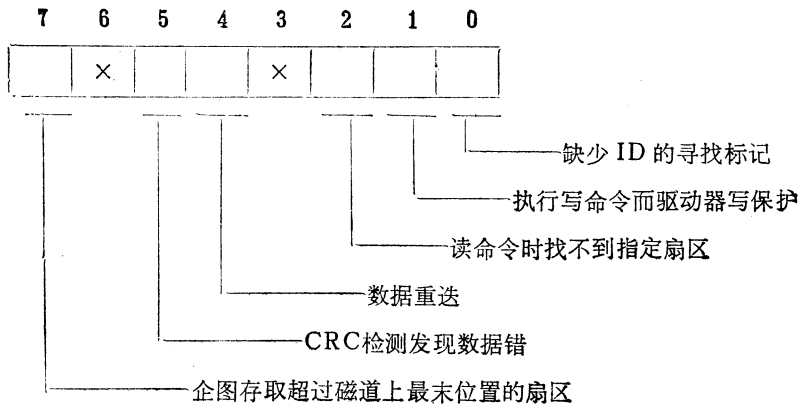 7 6 5 4 3 2 1 0
× ×
缺少 ID 的寻找标记
执行写命令而驱动器写保护
读命令时找不到指定扇区
数据重迭
CRC检测发现数据错
企图存取超过磁道上最末位置的扇区